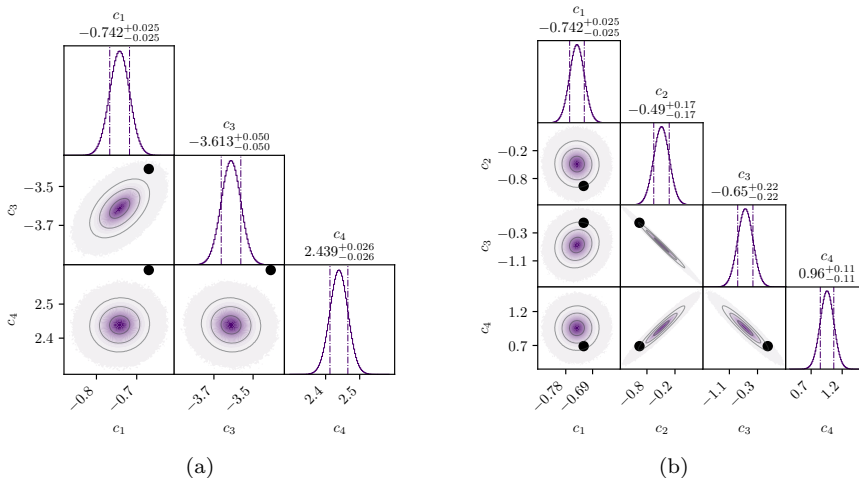 c₁
−0.742⁺⁰·⁰²⁵₋₀.₀₂₅
c₃
−3.613⁺⁰·⁰⁵⁰₋₀.₀₅₀
c₄
2.439⁺⁰·⁰²⁶₋₀.₀₂₆
c₃
−3.5
−3.7
c₄
2.5
2.4
−0.8
−0.7
−3.7
−3.5
2.4
2.5
c₁
c₃
c₄
(a)
c₁
−0.742⁺⁰·⁰²⁵₋₀.₀₂₅
c₂
−0.49⁺⁰·¹⁷₋₀.₁₇
c₃
−0.65⁺⁰·²²₋₀.₂₂
c₄
0.96⁺⁰·¹¹₋₀.₁₁
c₂
−0.2
−0.8
c₃
−0.3
−1.1
c₄
1.2
0.7
−0.78
−0.69
−0.8
−0.2
−1.1
−0.3
0.7
1.2
c₁
c₂
c₃
c₄
(b)